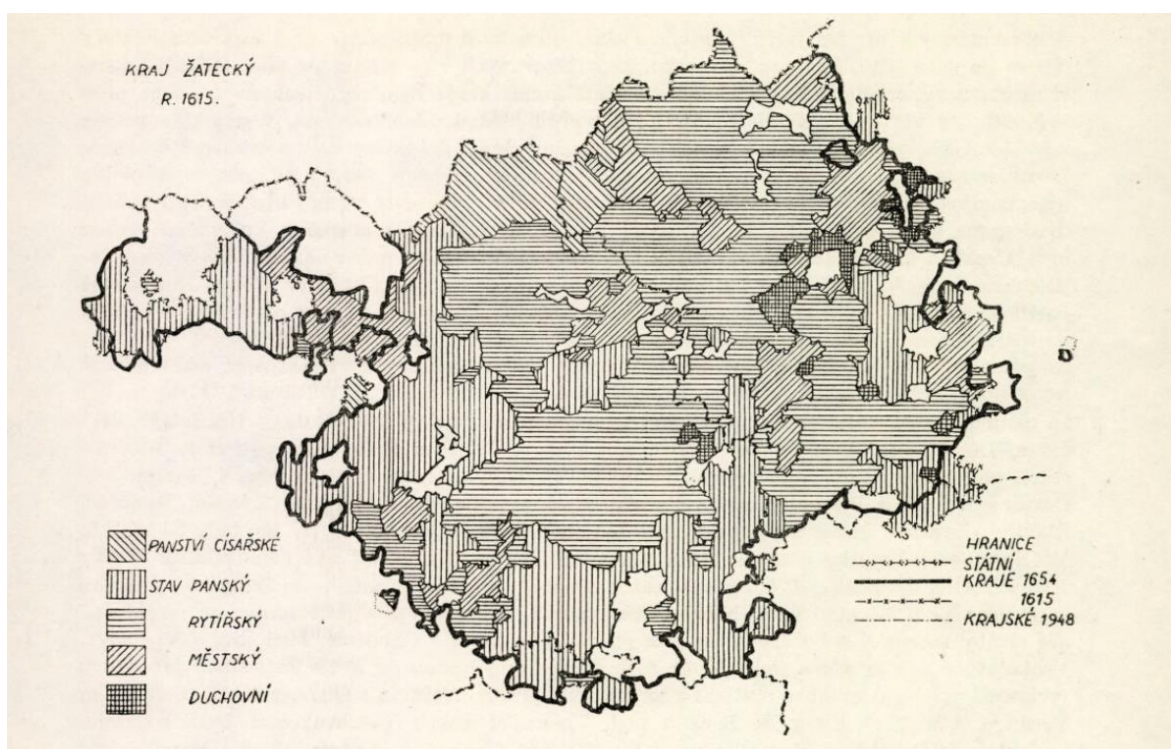 KRAJ ŽATECKÝ
R. 1615.
PANSTVÍ CÍSAŘSKÉ
STAV PANSKÝ
RYTÍŘSKÝ
MĚSTSKÝ
DUCHOVNÍ
HRANICE
STÁTNÍ
KRAJE 1654
1615
KRAJSKÉ 1948